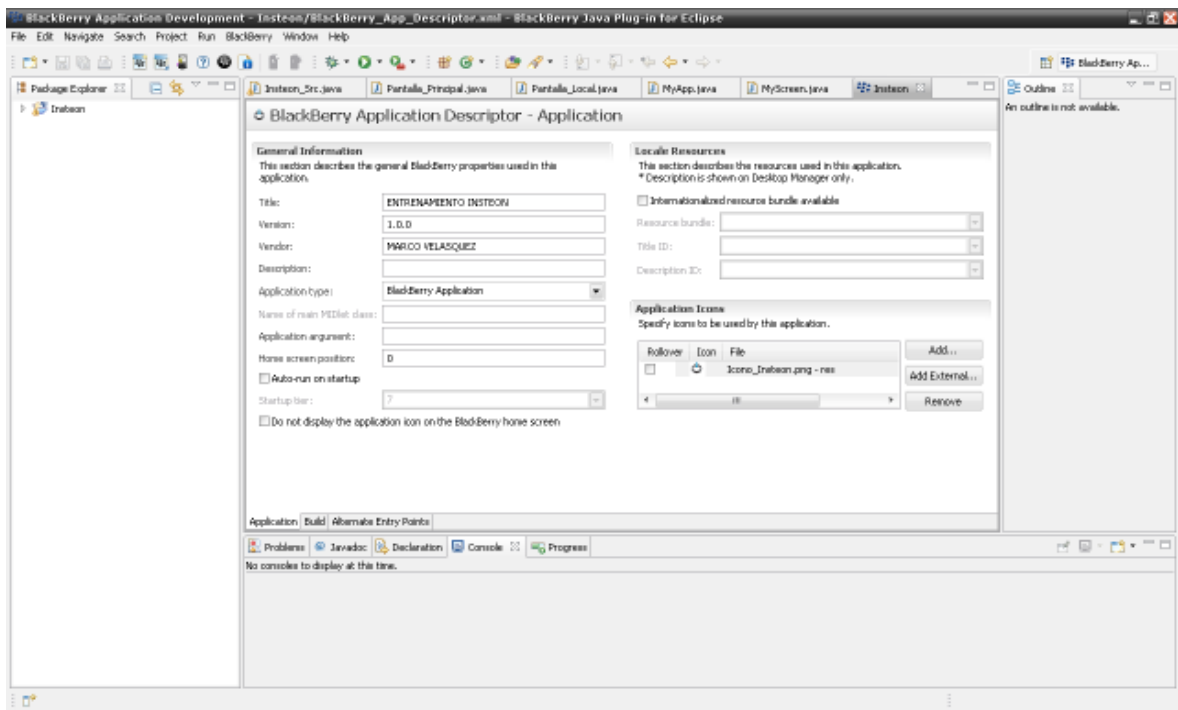 BlackBerry Application Development - Insteon/BlackBerry_App_Descriptor.xml - BlackBerry Java Plug-in for Eclipse
File Edit Navigate Search Project Run BlackBerry Window Help
BlackBerry Ap...
Package Explorer
Insteon_Src.java Pantalla_Principal.java Pantalla_Local.java MyApp.java MyScreen.java Insteon
Outline
Insteon
An outline is not available.
BlackBerry Application Descriptor - Application
General Information
This section describes the general BlackBerry properties used in this
application.
Title: ENTRENAMIENTO INSTEON
Version: 1.0.0
Vendor: MARCO VELASQUEZ
Description:
Application type: BlackBerry Application
Name of main MIDlet class:
Application argument:
Home screen position: 0
Auto-run on startup
Startup tier: 7
Do not display the application icon on the BlackBerry home screen
Locale Resources
This section describes the resources used in this application.
* Description is shown on Desktop Manager only.
Internationalized resource bundle available
Resource bundle:
Title ID:
Description ID:
Application Icons
Specify icons to be used by this application.
Rollover Icon File
Icono_Insteon.png - res
Add...
Add External...
Remove
Application Build Alternate Entry Points
Problems Javadoc Declaration Console Progress
No consoles to display at this time.